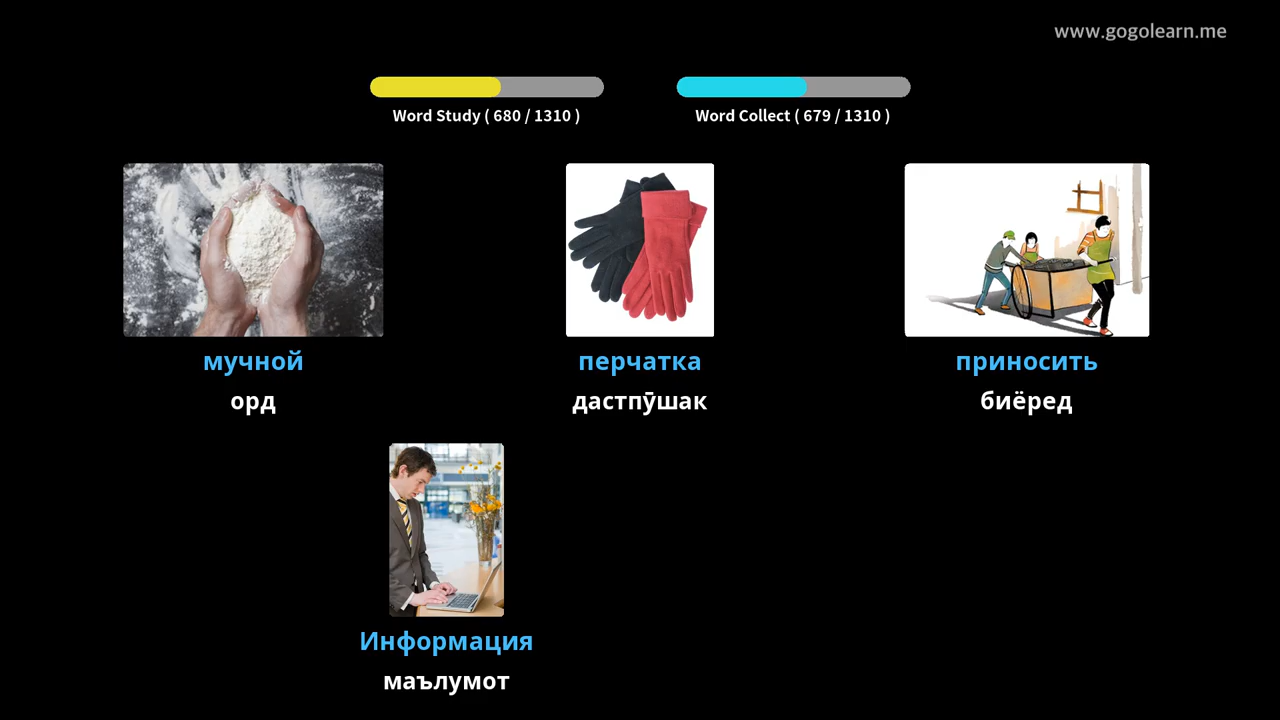 www.gogolearn.me
Word Study ( 680 / 1310 )
Word Collect ( 679 / 1310 )
мучной
перчатка
приносить
орд
дастпӯшак
биёред
Информация
маълумот